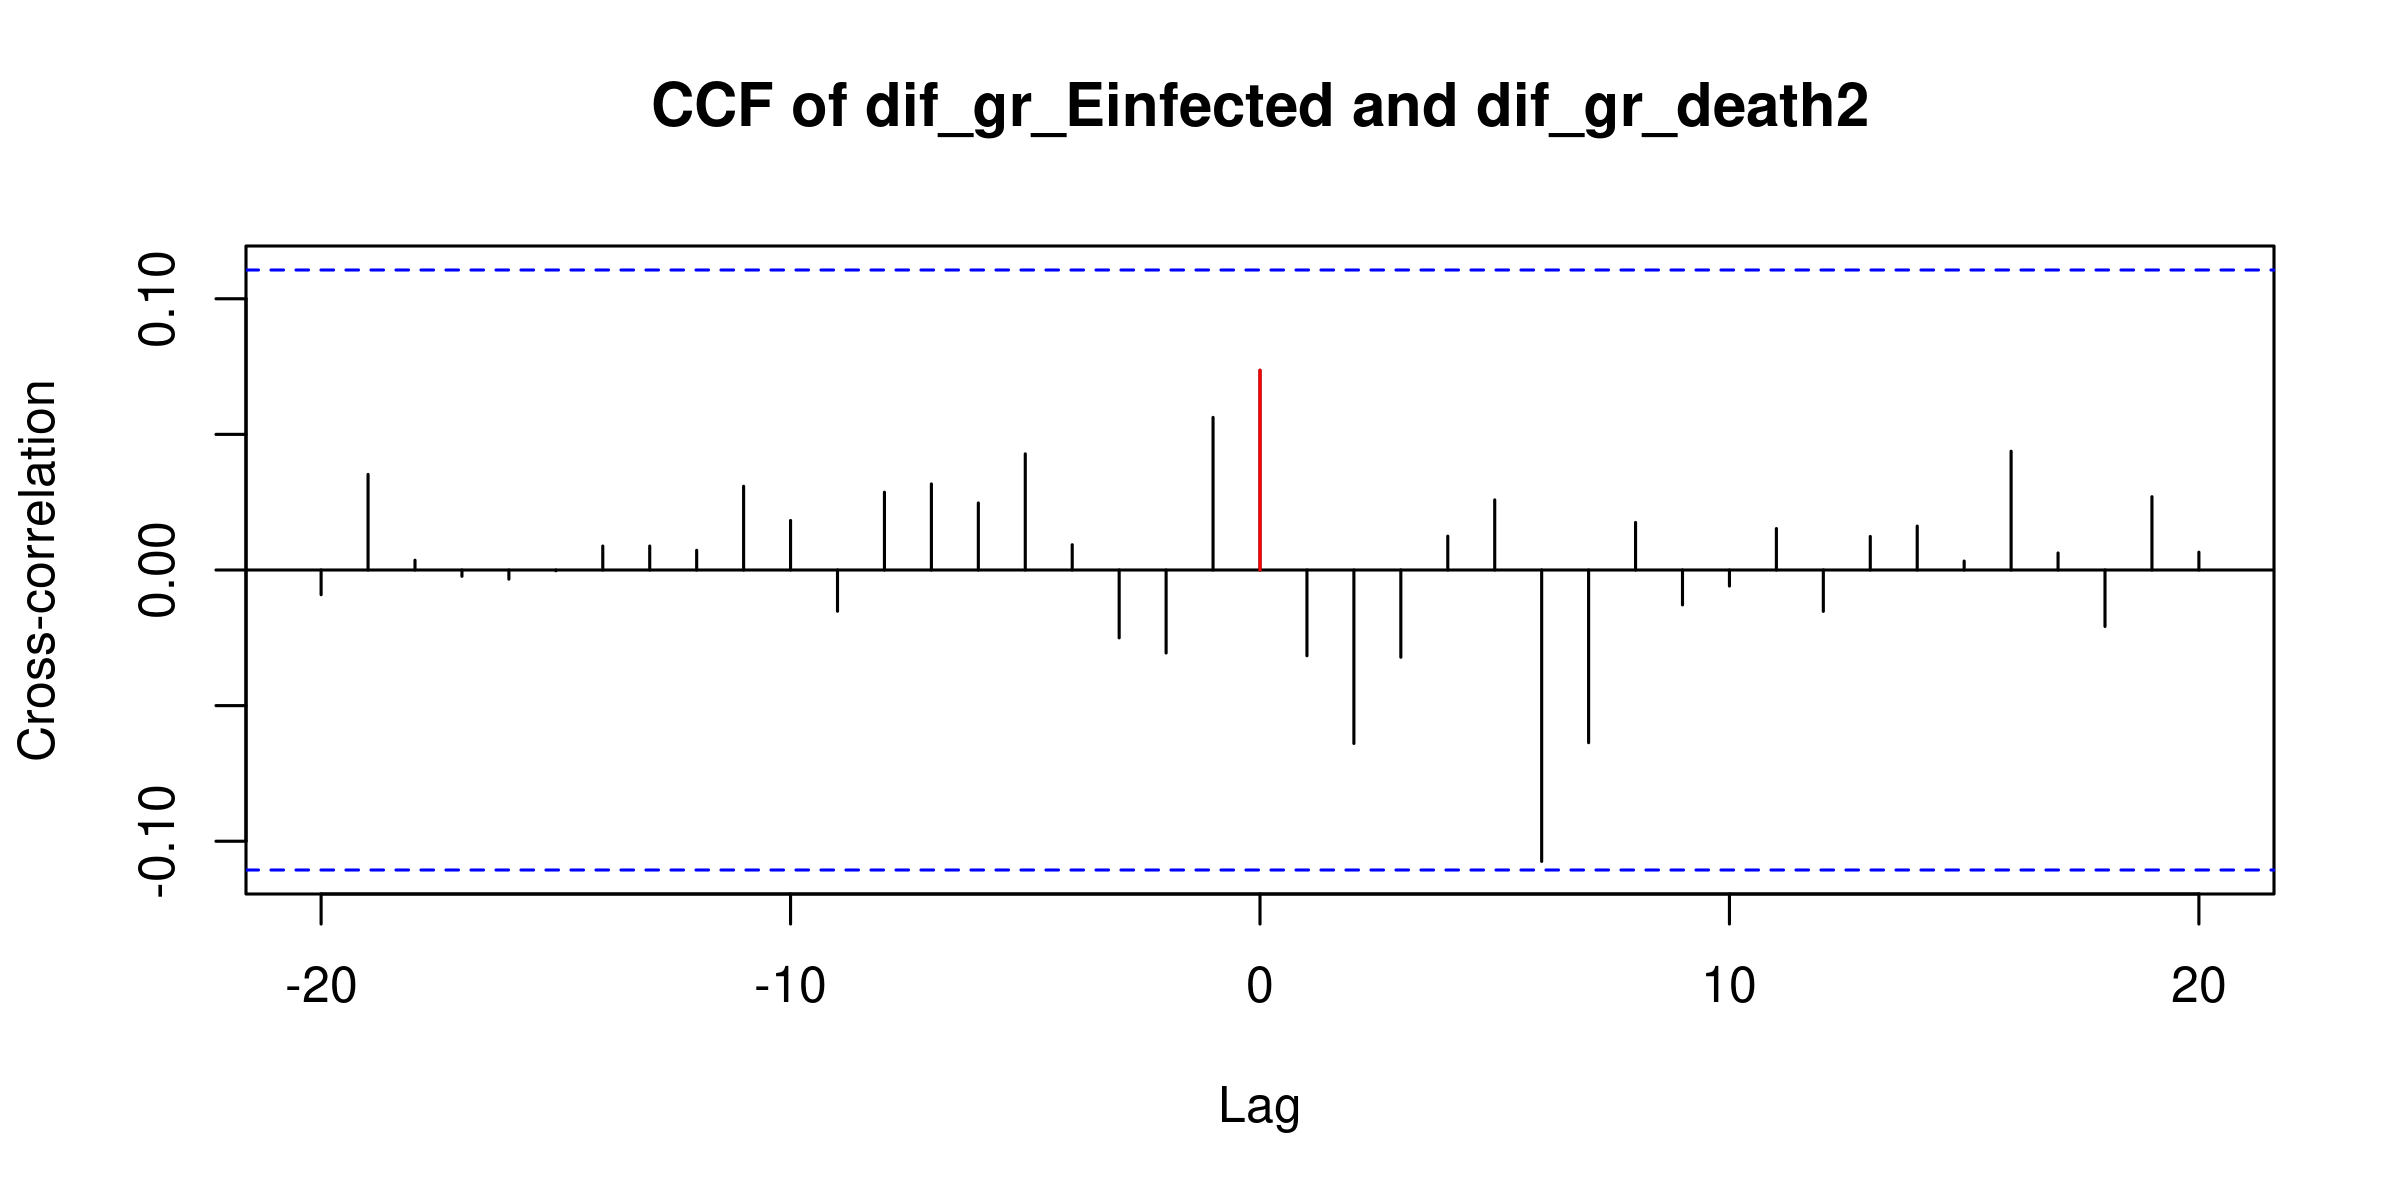 CCF of dif_gr_Einfected and dif_gr_death2
Cross-correlation
0.10
0.00
-0.10
-20 -10 0 10 20
Lag